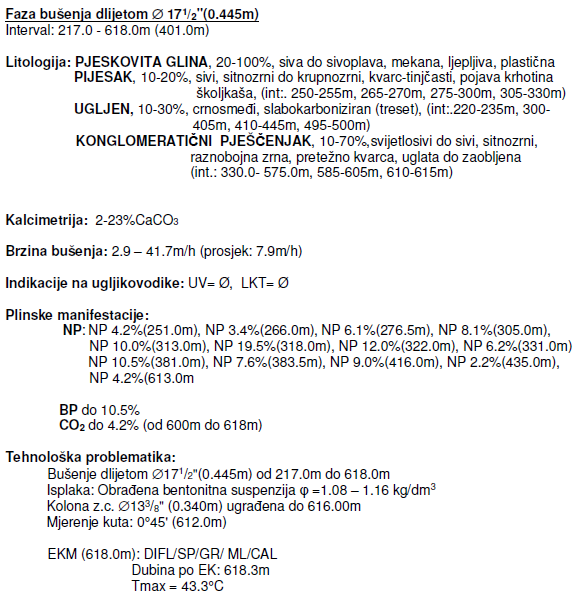 Faza bušenja dlijetom ∅ 17¹/₂"(0.445m)
Interval: 217.0 - 618.0m (401.0m)
Litologija: PJESKOVITA GLINA, 20-100%, siva do sivoplava, mekana, ljepljiva, plastična
PIJESAK, 10-20%, sivi, sitnozrni do krupnozrni, kvarc-tinjčasti, pojava krhotina
školjkaša, (int:. 250-255m, 265-270m, 275-300m, 305-330m)
UGLJEN, 10-30%, crnosmeđi, slabokarboniziran (treset), (int:.220-235m, 300-
405m, 410-445m, 495-500m)
KONGLOMERATIČNI PJEŠČENJAK, 10-70%,svijetlosivi do sivi, sitnozrni,
raznobojna zrna, pretežno kvarca, uglata do zaobljena
(int.: 330.0- 575.0m, 585-605m, 610-615m)
Kalcimetrija: 2-23%CaCO₃
Brzina bušenja: 2.9 – 41.7m/h (prosjek: 7.9m/h)
Indikacije na ugljikovodike: UV= Ø, LKT= Ø
Plinske manifestacije:
NP: NP 4.2%(251.0m), NP 3.4%(266.0m), NP 6.1%(276.5m), NP 8.1%(305.0m),
NP 10.0%(313.0m), NP 19.5%(318.0m), NP 12.0%(322.0m), NP 6.2%(331.0m)
NP 10.5%(381.0m), NP 7.6%(383.5m), NP 9.0%(416.0m), NP 2.2%(435.0m),
NP 4.2%(613.0m
BP do 10.5%
CO₂ do 4.2% (od 600m do 618m)
Tehnološka problematika:
Bušenje dlijetom ∅17¹/₂"(0.445m) od 217.0m do 618.0m
Isplaka: Obrađena bentonitna suspenzija φ =1.08 – 1.16 kg/dm³
Kolona z.c. ∅13³/₈" (0.340m) ugrađena do 616.00m
Mjerenje kuta: 0º45' (612.0m)
EKM (618.0m): DIFL/SP/GR/ ML/CAL
Dubina po EK: 618.3m
Tmax = 43.3ºC